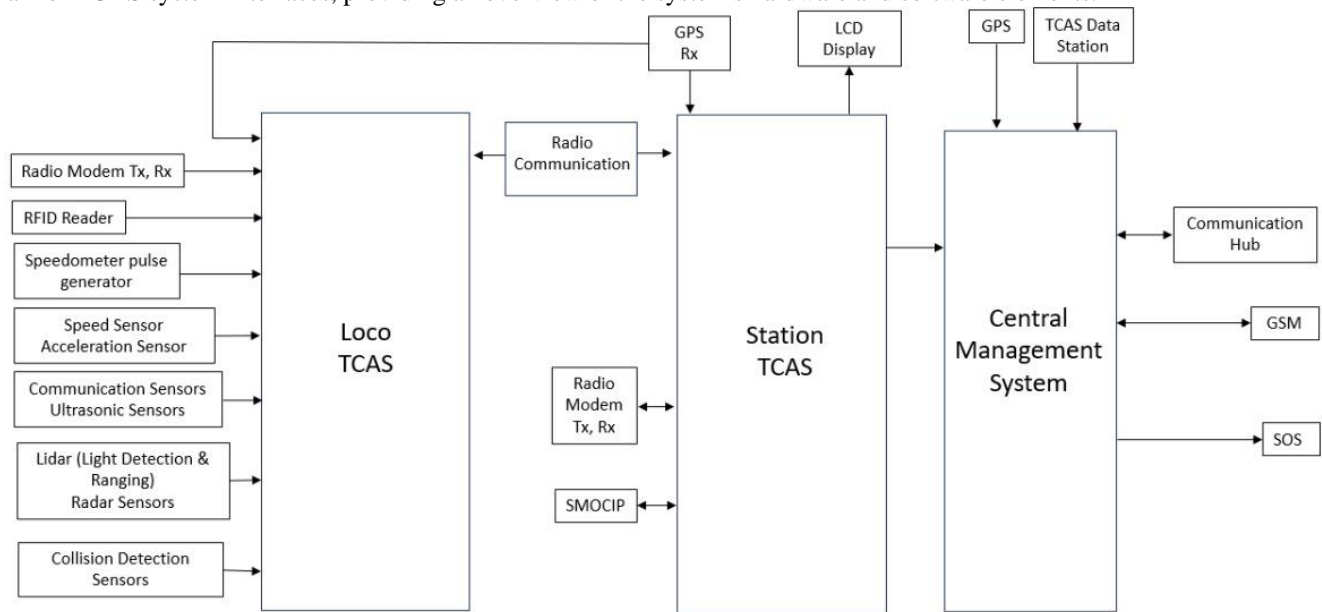 GPS
Rx
LCD
Display
GPS
TCAS Data
Station
Radio
Communication
Radio Modem Tx, Rx
RFID Reader
Speedometer pulse
generator
Speed Sensor
Acceleration Sensor
Communication Sensors
Ultrasonic Sensors
Lidar (Light Detection &
Ranging)
Radar Sensors
Collision Detection
Sensors
Loco
TCAS
Radio
Modem
Tx, Rx
SMOCIP
Station
TCAS
Central
Management
System
Communication
Hub
GSM
SOS